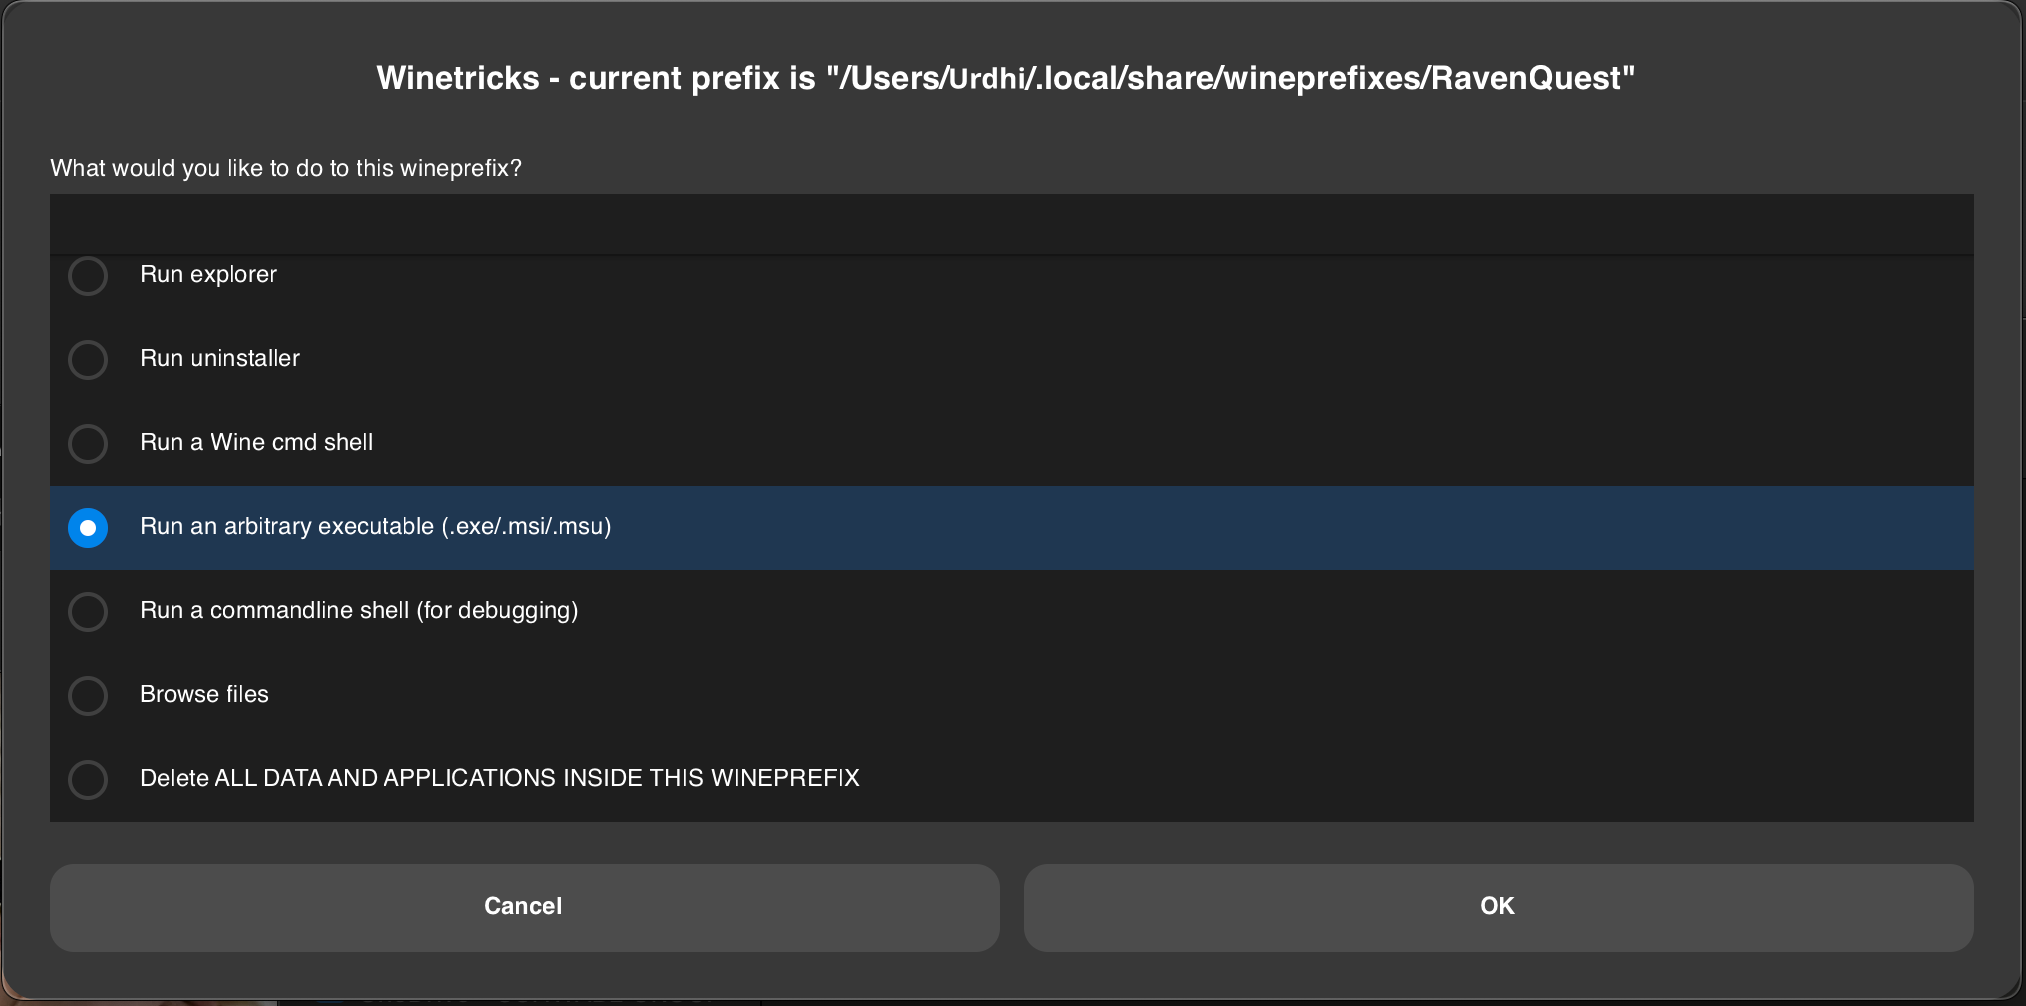 Winetricks - current prefix is "/Users/Urdhi/.local/share/wineprefixes/RavenQuest"
What would you like to do to this wineprefix?
Run explorer
Run uninstaller
Run a Wine cmd shell
Run an arbitrary executable (.exe/.msi/.msu)
Run a commandline shell (for debugging)
Browse files
Delete ALL DATA AND APPLICATIONS INSIDE THIS WINEPREFIX
Cancel
OK